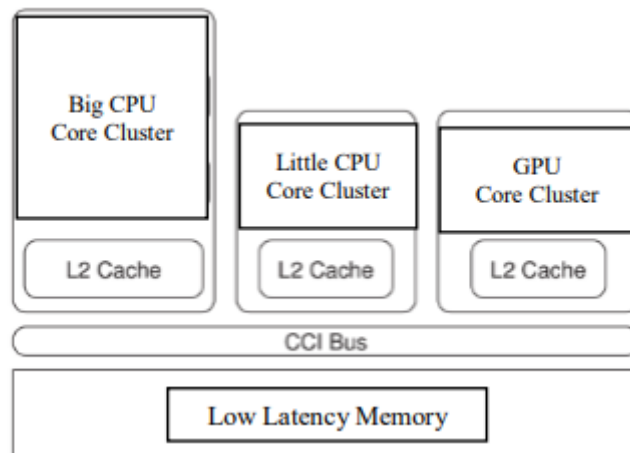 Big CPU
Core Cluster
Little CPU
Core Cluster
GPU
Core Cluster
L2 Cache
L2 Cache
L2 Cache
CCI Bus
Low Latency Memory